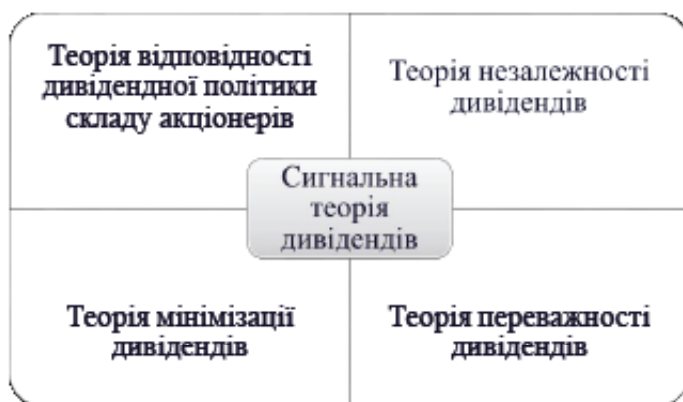 Теорія відповідності
дивідендної політики
складу акціонерів
Теорія незалежності
дивідендів
Сигнальна
теорія
дивідендів
Теорія мінімізації
дивідендів
Теорія переважності
дивідендів